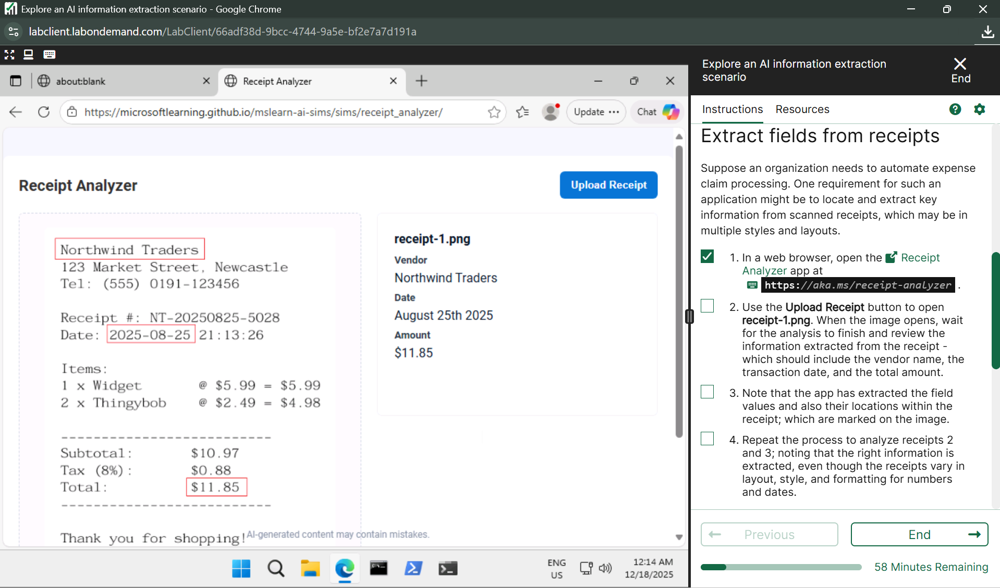 Explore an AI information extraction scenario - Google Chrome
labclient.labondemand.com/LabClient/66adf38d-9bcc-4744-9a5e-bf2e7a7d191a
about:blank
Receipt Analyzer
https://microsoftlearning.github.io/mslearn-ai-sims/sims/receipt_analyzer/
Update
Chat
Receipt Analyzer
Upload Receipt
Northwind Traders
123 Market Street, Newcastle
Tel: (555) 0191-123456
Receipt #: NT-20250825-5028
Date: 2025-08-25 21:13:26
Items:
1 x Widget @ $5.99 = $5.99
2 x Thingybob @ $2.49 = $4.98
--------------------------
Subtotal: $10.97
Tax (8%): $0.88
Total: $11.85
--------------------------
Thank you for shopping!
receipt-1.png
Vendor
Northwind Traders
Date
August 25th 2025
Amount
$11.85
AI-generated content may contain mistakes.
ENG
US
12:14 AM
12/18/2025
Explore an AI information extraction
scenario
End
Instructions
Resources
Extract fields from receipts
Suppose an organization needs to automate expense
claim processing. One requirement for such an
application might be to locate and extract key
information from scanned receipts, which may be in
multiple styles and layouts.
1. In a web browser, open the Receipt
Analyzer app at
https://aka.ms/receipt-analyzer .
2. Use the Upload Receipt button to open
receipt-1.png. When the image opens, wait
for the analysis to finish and review the
information extracted from the receipt -
which should include the vendor name, the
transaction date, and the total amount.
3. Note that the app has extracted the field
values and also their locations within the
receipt; which are marked on the image.
4. Repeat the process to analyze receipts 2
and 3; noting that the right information is
extracted, even though the receipts vary in
layout, style, and formatting for numbers
and dates.
Previous
End
58 Minutes Remaining